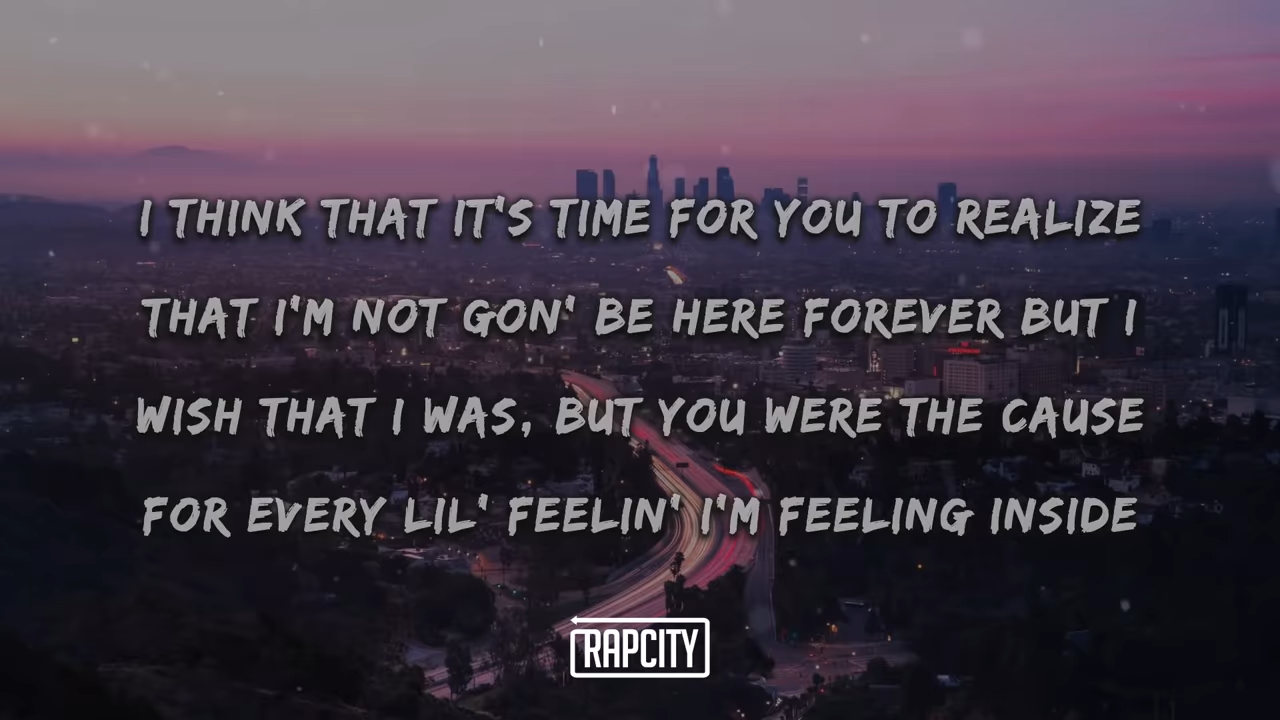 I THINK THAT IT'S TIME FOR YOU TO REALIZE
THAT I'M NOT GON' BE HERE FOREVER BUT I
WISH THAT I WAS, BUT YOU WERE THE CAUSE
FOR EVERY LIL' FEELIN' I'M FEELING INSIDE
RAPCITY